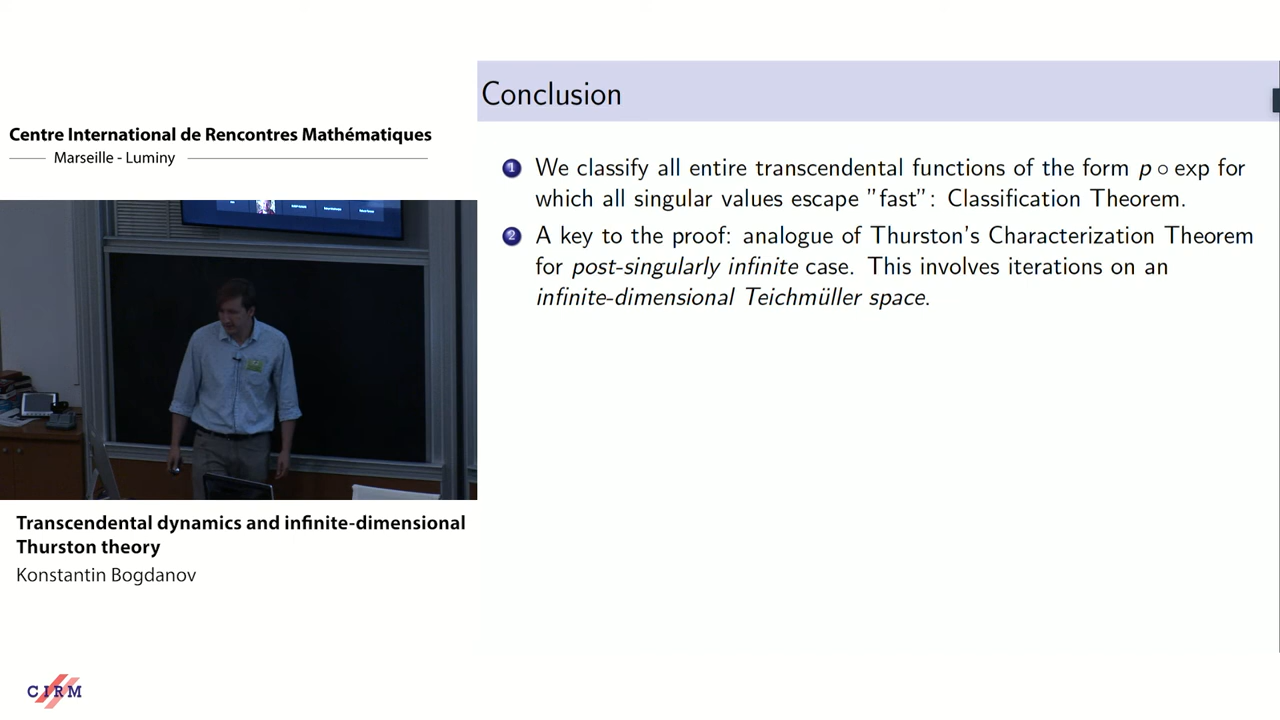 Centre International de Rencontres Mathématiques
Marseille - Luminy
Conclusion
1 We classify all entire transcendental functions of the form p ∘ exp for
which all singular values escape ”fast”: Classification Theorem.
2 A key to the proof: analogue of Thurston's Characterization Theorem
for post-singularly infinite case. This involves iterations on an
infinite-dimensional Teichmüller space.
Transcendental dynamics and infinite-dimensional
Thurston theory
Konstantin Bogdanov
CIRM